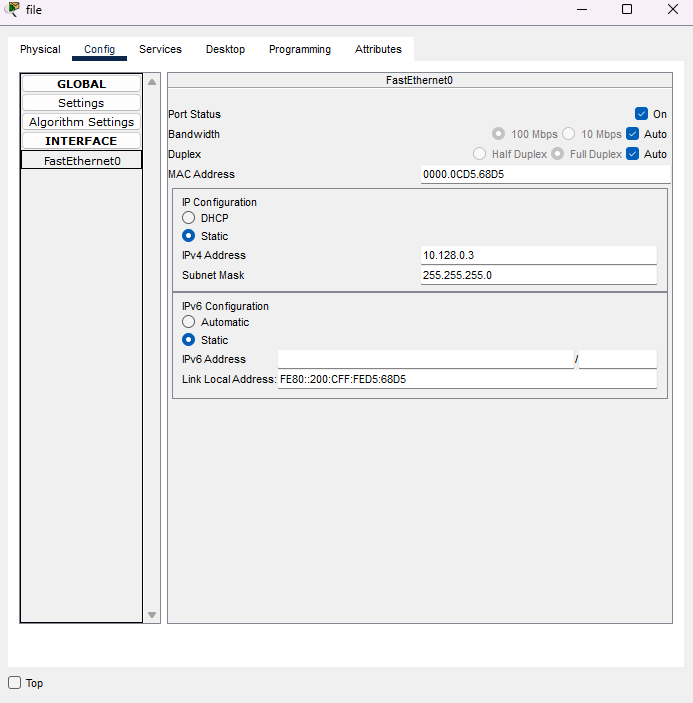 file
Physical Config Services Desktop Programming Attributes
GLOBAL
Settings
Algorithm Settings
INTERFACE
FastEthernet0
FastEthernet0
Port Status On
Bandwidth 100 Mbps 10 Mbps Auto
Duplex Half Duplex Full Duplex Auto
MAC Address 0000.0CD5.68D5
IP Configuration
DHCP
Static
IPv4 Address 10.128.0.3
Subnet Mask 255.255.255.0
IPv6 Configuration
Automatic
Static
IPv6 Address /
Link Local Address: FE80::200:CFF:FED5:68D5
Top